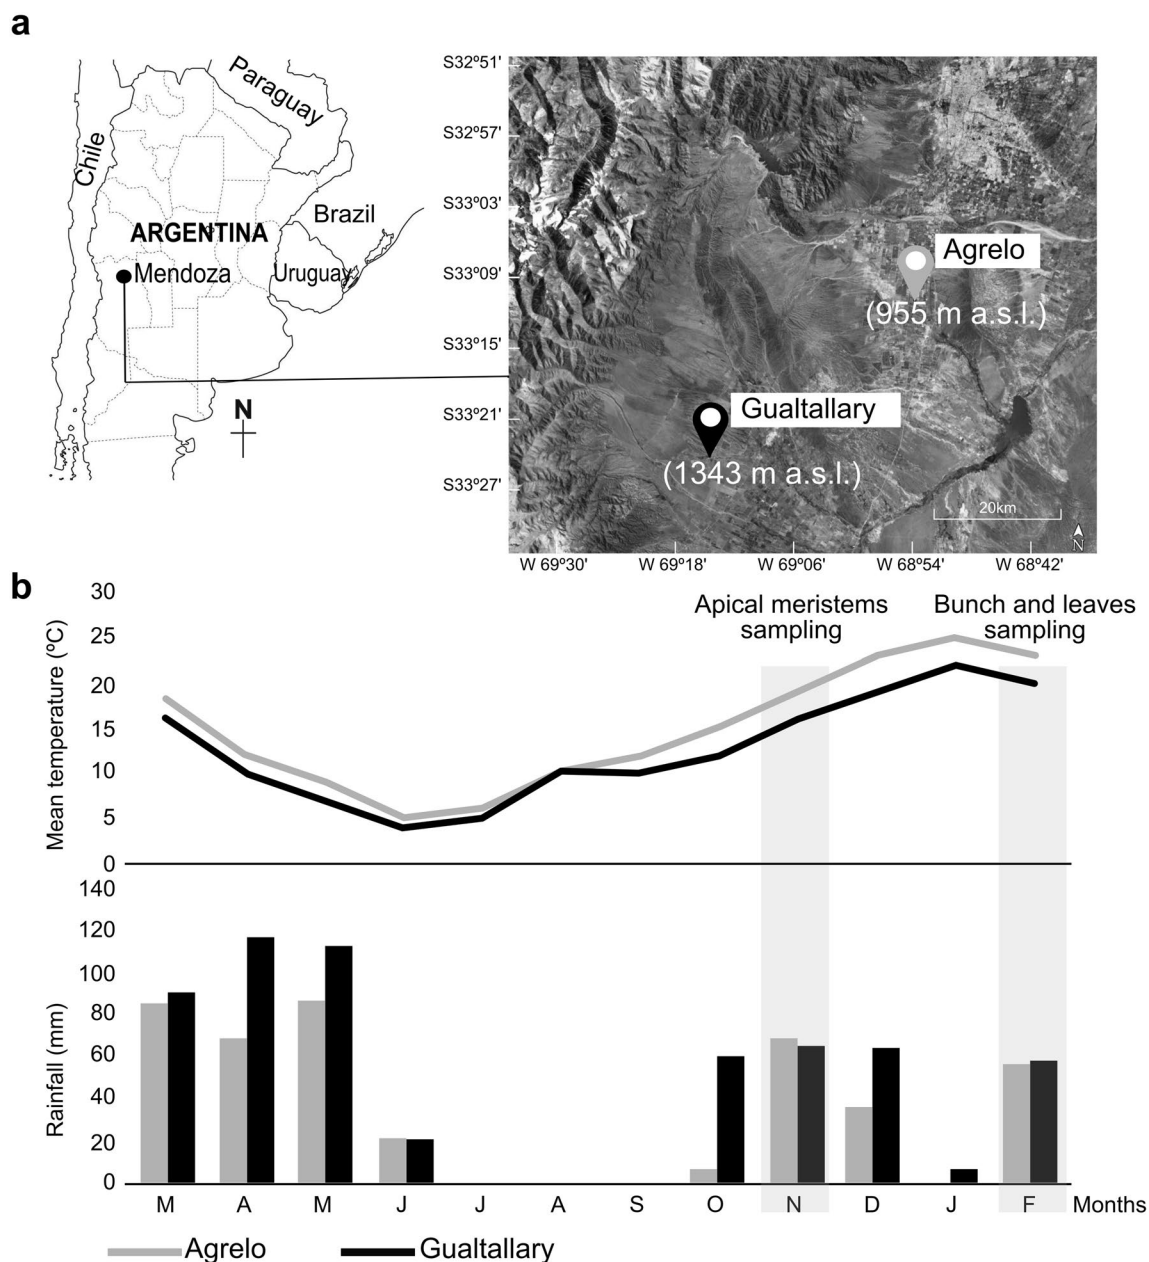 a
Paraguay
Chile
Brazil
ARGENTINA
Mendoza
Uruguay
N
S32º51'
S32º57'
S33º03'
S33º09'
S33º15'
S33º21'
S33º27'
Agrelo
(955 m a.s.l.)
Gualtallary
(1343 m a.s.l.)
20km
N
W 69º30' W 69º18' W 69º06' W 68º54' W 68º42'
b
Apical meristems
sampling
Bunch and leaves
sampling
Mean temperature (ºC)
30
25
20
15
10
5
0
Rainfall (mm)
140
120
100
80
60
40
20
0
M A M J J A S O N D J F Months
Agrelo Gualtallary